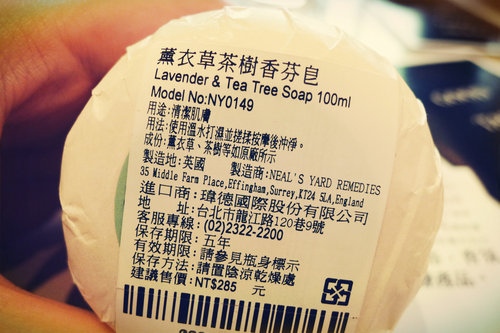 薰衣草茶樹香芬皂
Lavender & Tea Tree Soap 100ml
Model No:NY0149
用途:清潔肌膚
用法:使用溫水打濕並搓揉按摩後沖淨。
成份:薰衣草、茶樹等如原廠所示
製造地:英國 製造商:NEAL'S YARD REMEDIES
35 Middle Farm Place,Effingham,Surrey,KT24 5LA,England
進口商:瑋德國際股份有限公司
地 址:台北市龍江路120巷9號
客服專線:(02)2322-2200
保存期限:五年
有效期限:請參見瓶身標示
保存方法:請置陰涼乾燥處
建議售價:NT$285 元